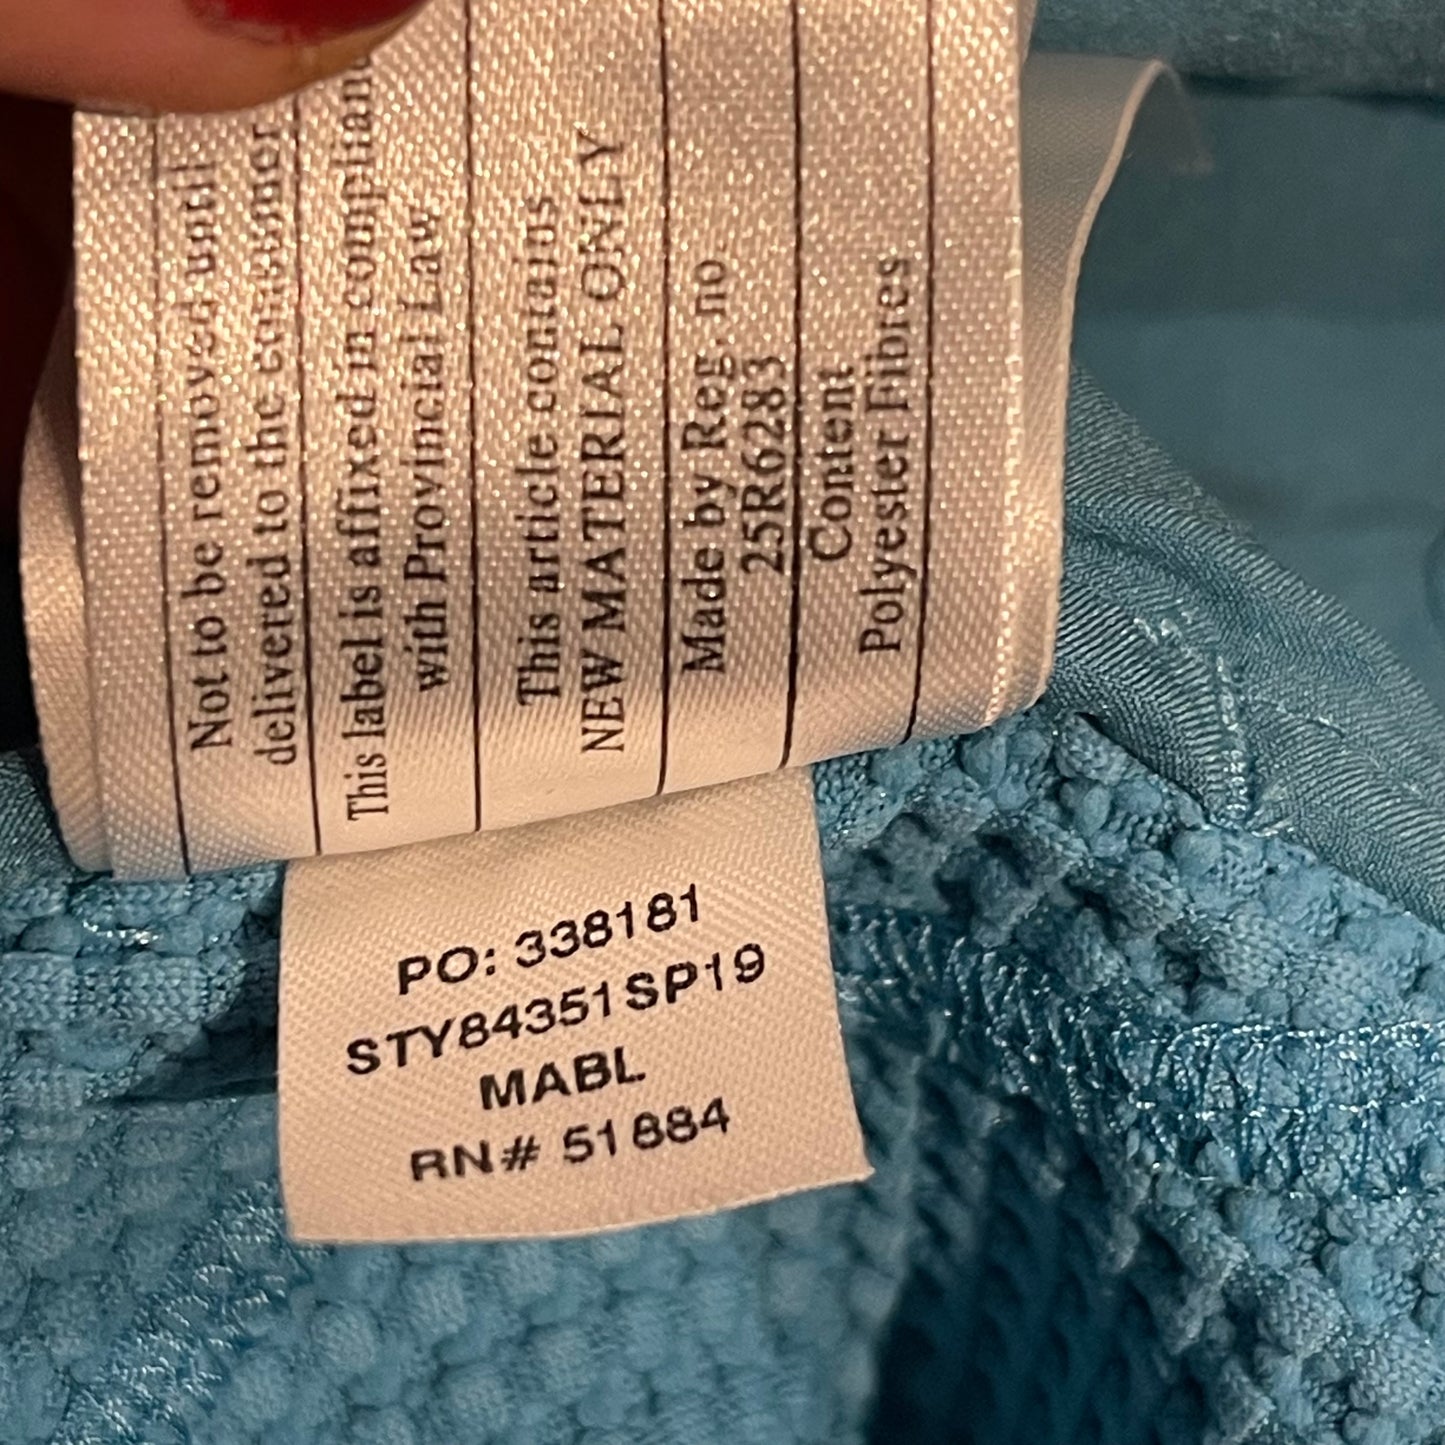 Not to be removed until
delivered to the consumer
This label is affixed in compliance
with Provincial Law
This article contains
NEW MATERIAL ONLY
Made by Reg. no.
25R6283
Content
Polyester Fibres
PO: 338181
STY84351SP19
MABL
RN# 51884